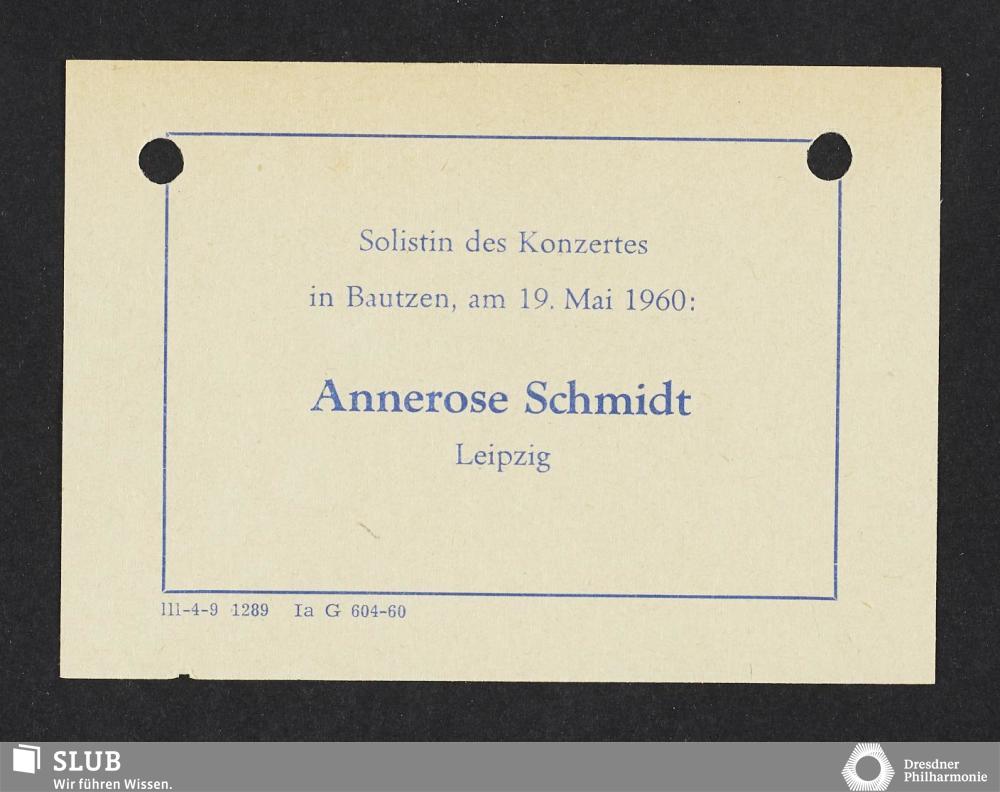 Solistin des Konzertes
in Bautzen, am 19. Mai 1960:
Annerose Schmidt
Leipzig
III-4-9 1289 Ia G 604-60
SLUB
Wir führen Wissen.
Dresdner
Philharmonie